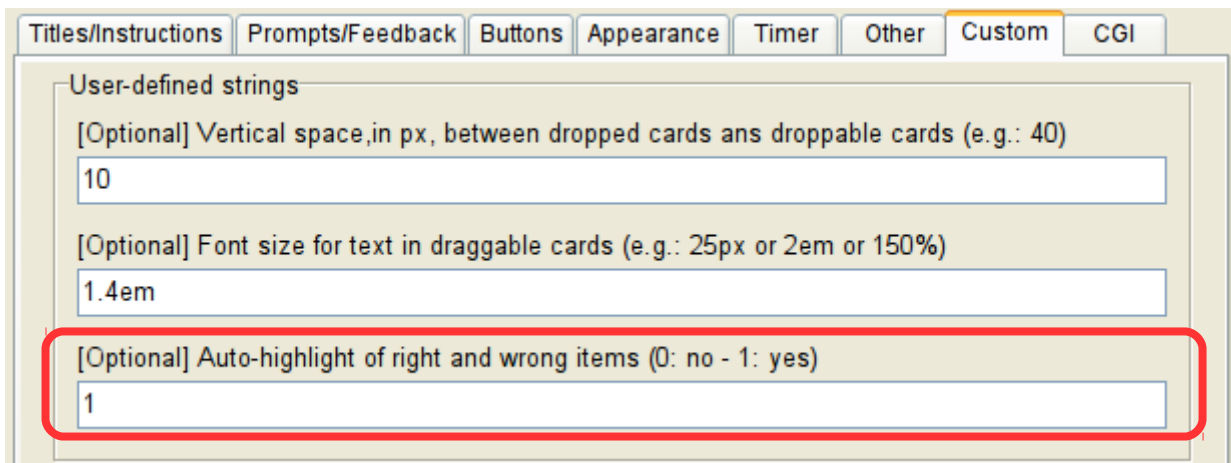 Titles/Instructions Prompts/Feedback Buttons Appearance Timer Other Custom CGI
User-defined strings
[Optional] Vertical space,in px, between dropped cards ans droppable cards (e.g.: 40)
10
[Optional] Font size for text in draggable cards (e.g.: 25px or 2em or 150%)
1.4em
[Optional] Auto-highlight of right and wrong items (0: no - 1: yes)
1